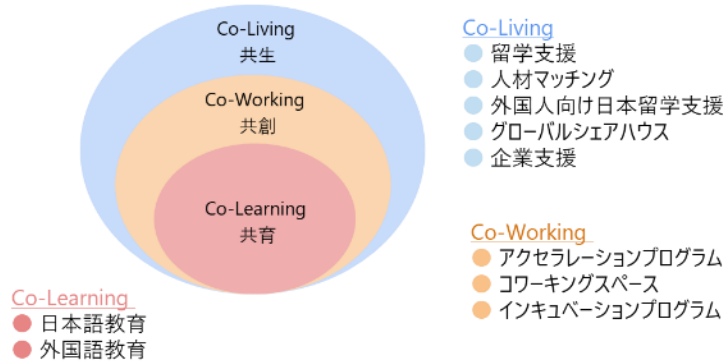 Co-Living
共生
Co-Working
共創
Co-Learning
共育
Co-Living
留学支援
人材マッチング
外国人向け日本留学支援
グローバルシェアハウス
企業支援
Co-Working
アクセラレーションプログラム
コワーキングスペース
インキュベーションプログラム
Co-Learning
日本語教育
外国語教育